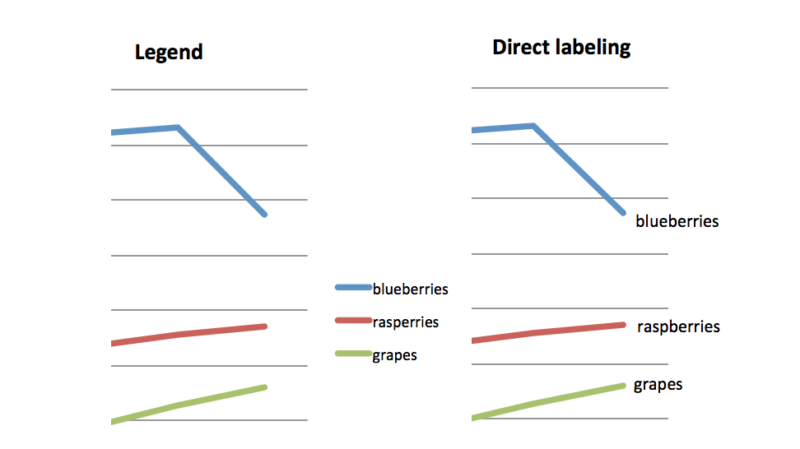 Legend
blueberries
rasperries
grapes
Direct labeling
blueberries
raspberries
grapes